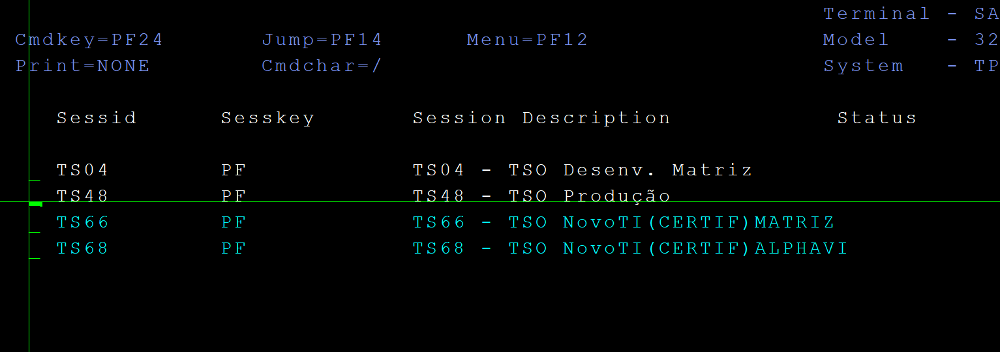 Terminal - SA
Cmdkey=PF24 Jump=PF14 Menu=PF12 Model - 32
Print=NONE Cmdchar=/ System - TP
Sessid Sesskey Session Description Status
TS04 PF TS04 - TSO Desenv. Matriz
TS48 PF TS48 - TSO Produção
TS66 PF TS66 - TSO NovoTI(CERTIF)MATRIZ
TS68 PF TS68 - TSO NovoTI(CERTIF)ALPHAVI